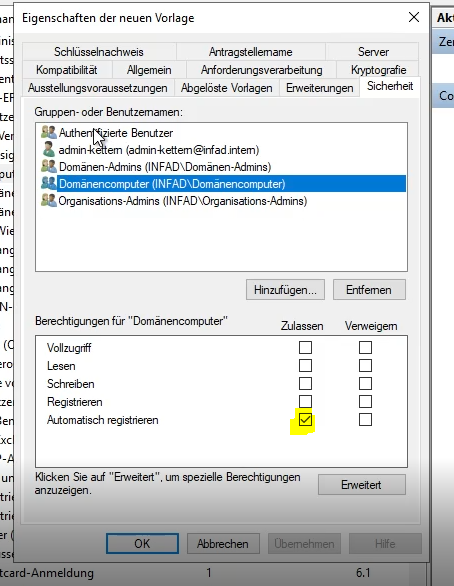 Eigenschaften der neuen Vorlage
Schlüsselnachweis
Antragstellername
Server
Kompatibilität
Allgemein
Anforderungsverarbeitung
Kryptografie
Ausstellungsvoraussetzungen
Abgelöste Vorlagen
Erweiterungen
Sicherheit
Gruppen- oder Benutzernamen:
Authentifizierte Benutzer
admin-kettern (admin-kettern@infad.intern)
Domänen-Admins (INFAD\Domänen-Admins)
Domänencomputer (INFAD\Domänencomputer)
Organisations-Admins (INFAD\Organisations-Admins)
Hinzufügen...
Entfernen
Berechtigungen für "Domänencomputer"
Zulassen
Verweigern
Vollzugriff
Lesen
Schreiben
Registrieren
Automatisch registrieren
Klicken Sie auf "Erweitert", um spezielle Berechtigungen
anzuzeigen.
Erweitert
OK
Abbrechen
Übernehmen
Hilfe
tcard-Anmeldung
1
6.1